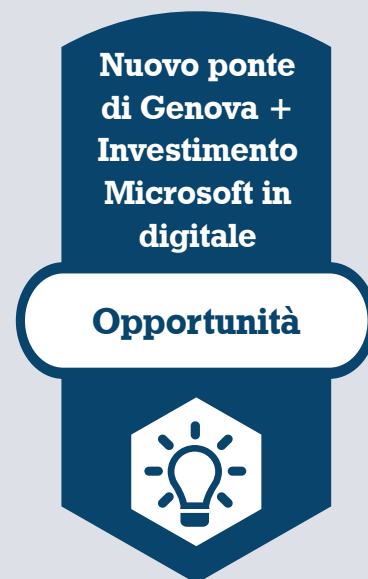 Nuovo ponte
di Genova +
Investimento
Microsoft in
digitale
Opportunità